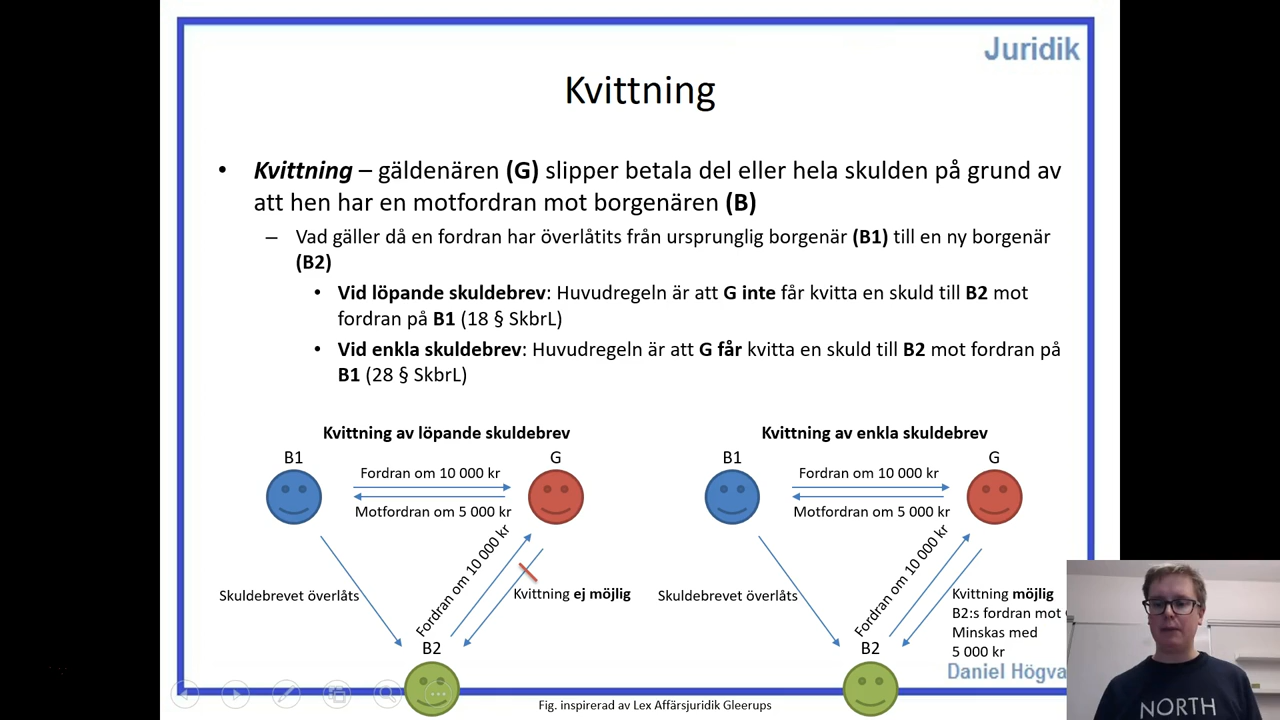 Juridik
Kvittning
• Kvittning – gäldenären (G) slipper betala del eller hela skulden på grund av
att hen har en motfordran mot borgenären (B)
– Vad gäller då en fordran har överlåtits från ursprunglig borgenär (B1) till en ny borgenär
(B2)
• Vid löpande skuldebrev: Huvudregeln är att G inte får kvitta en skuld till B2 mot
fordran på B1 (18 § SkbrL)
• Vid enkla skuldebrev: Huvudregeln är att G får kvitta en skuld till B2 mot fordran på
B1 (28 § SkbrL)
Kvittning av löpande skuldebrev
B1
G
Fordran om 10 000 kr
Motfordran om 5 000 kr
Skuldebrevet överlåts
Fordran om 10 000 kr
Kvittning ej möjlig
B2
Kvittning av enkla skuldebrev
B1
G
Fordran om 10 000 kr
Motfordran om 5 000 kr
Skuldebrevet överlåts
Fordran om 10 000 kr
Kvittning möjlig
B2:s fordran mot
Minskas med
5 000 kr
B2
Daniel Högva
Fig. inspirerad av Lex Affärsjuridik Gleerups
NORTH